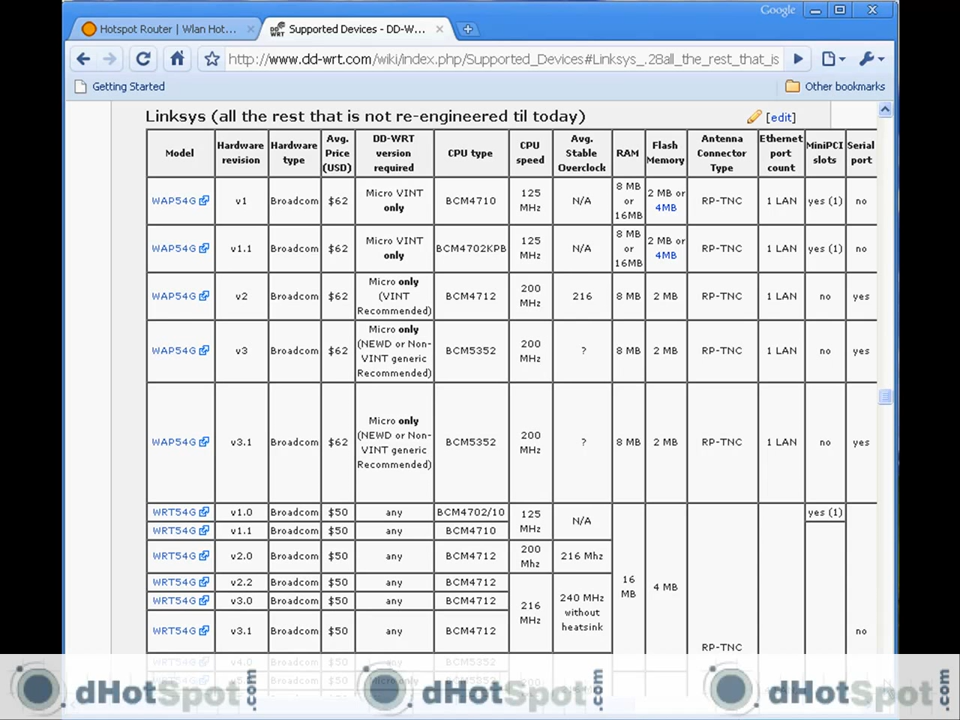 Google
Hotspot Router | Wlan Hot...
Supported Devices - DD-W...
http://www.dd-wrt.com/wiki/index.php/Supported_Devices#Linksys_.28all_the_rest_that_is
Getting Started
Other bookmarks
Linksys (all the rest that is not re-engineered til today)
[edit]
Model Hardware revision Hardware type Avg. Price (USD) DD-WRT version required CPU type CPU speed Avg. Stable Overclock RAM Flash Memory Antenna Connector Type Ethernet port count MiniPCI slots Serial port
WAP54G v1 Broadcom $62 Micro VINT only BCM4710 125 MHz N/A 8 MB or 16MB 2 MB or 4MB RP-TNC 1 LAN yes (1) no
WAP54G v1.1 Broadcom $62 Micro VINT only BCM4702KPB 125 MHz N/A 8 MB or 16MB 2 MB or 4MB RP-TNC 1 LAN yes (1) no
WAP54G v2 Broadcom $62 Micro only (VINT Recommended) BCM4712 200 MHz 216 8 MB 2 MB RP-TNC 1 LAN no yes
WAP54G v3 Broadcom $62 Micro only (NEWD or Non-VINT generic Recommended) BCM5352 200 MHz ? 8 MB 2 MB RP-TNC 1 LAN no yes
WAP54G v3.1 Broadcom $62 Micro only (NEWD or Non-VINT generic Recommended) BCM5352 200 MHz ? 8 MB 2 MB RP-TNC 1 LAN no yes
WRT54G v1.0 Broadcom $50 any BCM4702/10 125 MHz N/A 16 MB 4 MB RP-TNC yes (1) no
WRT54G v1.1 Broadcom $50 any BCM4710
WRT54G v2.0 Broadcom $50 any BCM4712 200 Mhz 216 Mhz
WRT54G v2.2 Broadcom $50 any BCM4712 216 MHz 240 MHz without heatsink
WRT54G v3.0 Broadcom $50 any BCM4712
WRT54G v3.1 Broadcom $50 any BCM4712
WRT54G v4.0 Broadcom $50 any BCM5352
dHotSpot.com dHotSpot.com dHotSpot.com